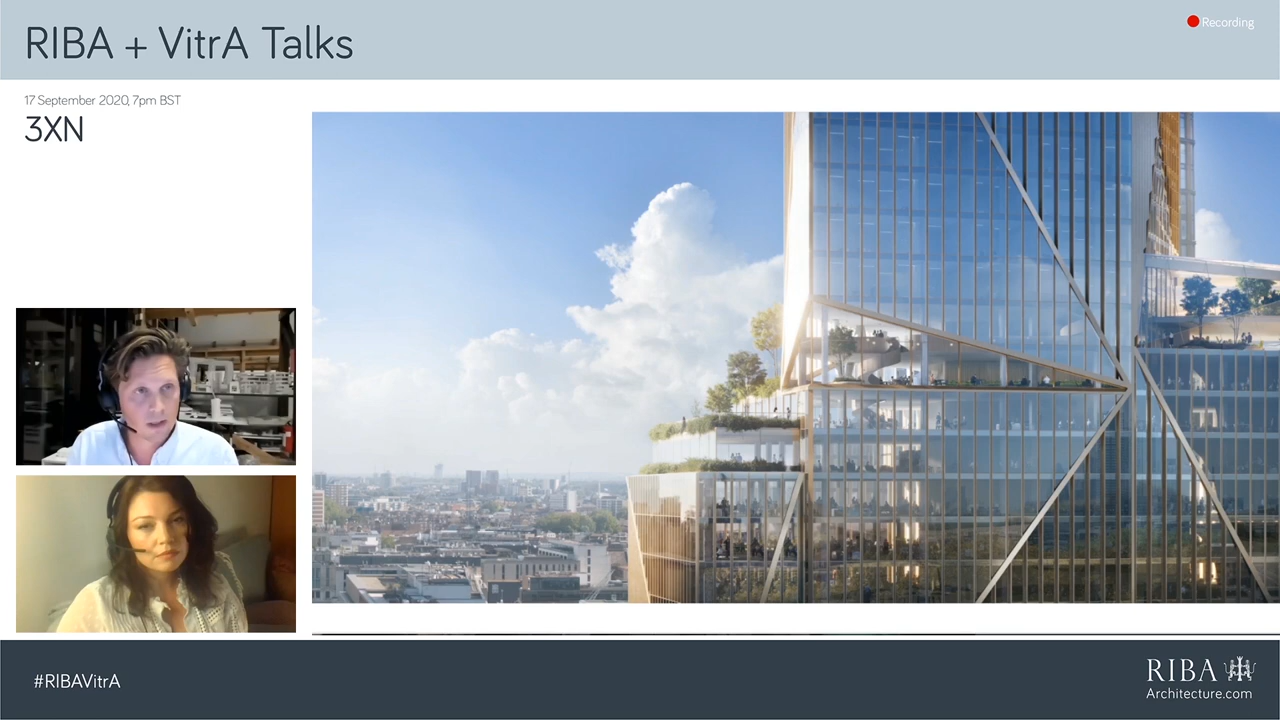 RIBA + VitrA Talks
Recording
17 September 2020, 7pm BST
3XN
#RIBAVitrA
RIBA
Architecture.com